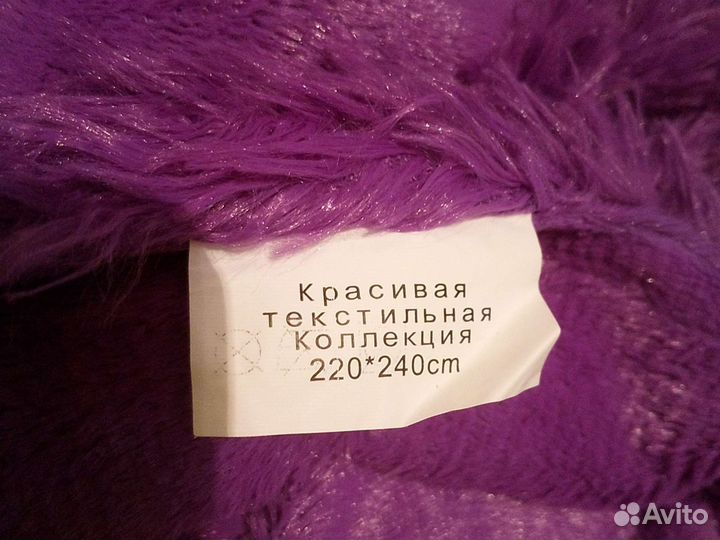 Красивая
текстильная
Коллекция
220*240cm
Avito